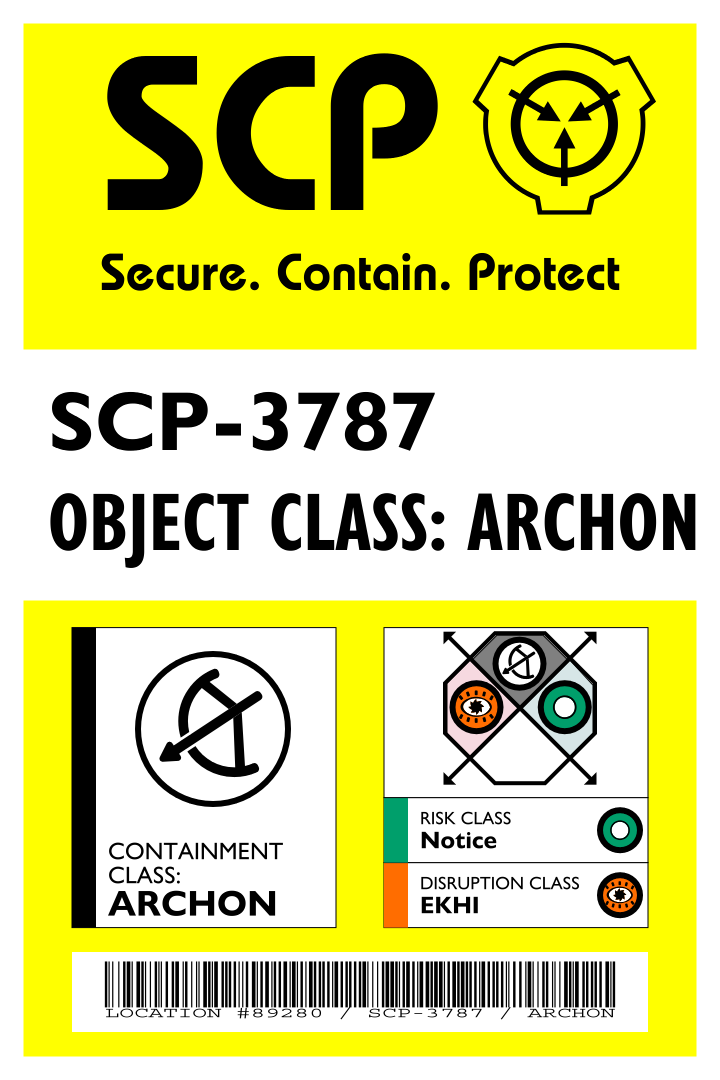 SCP
Secure. Contain. Protect
SCP-3787
OBJECT CLASS: ARCHON
CONTAINMENT
CLASS:
ARCHON
RISK CLASS
Notice
DISRUPTION CLASS
EKHI
LOCATION #89280 / SCP-3787 / ARCHON